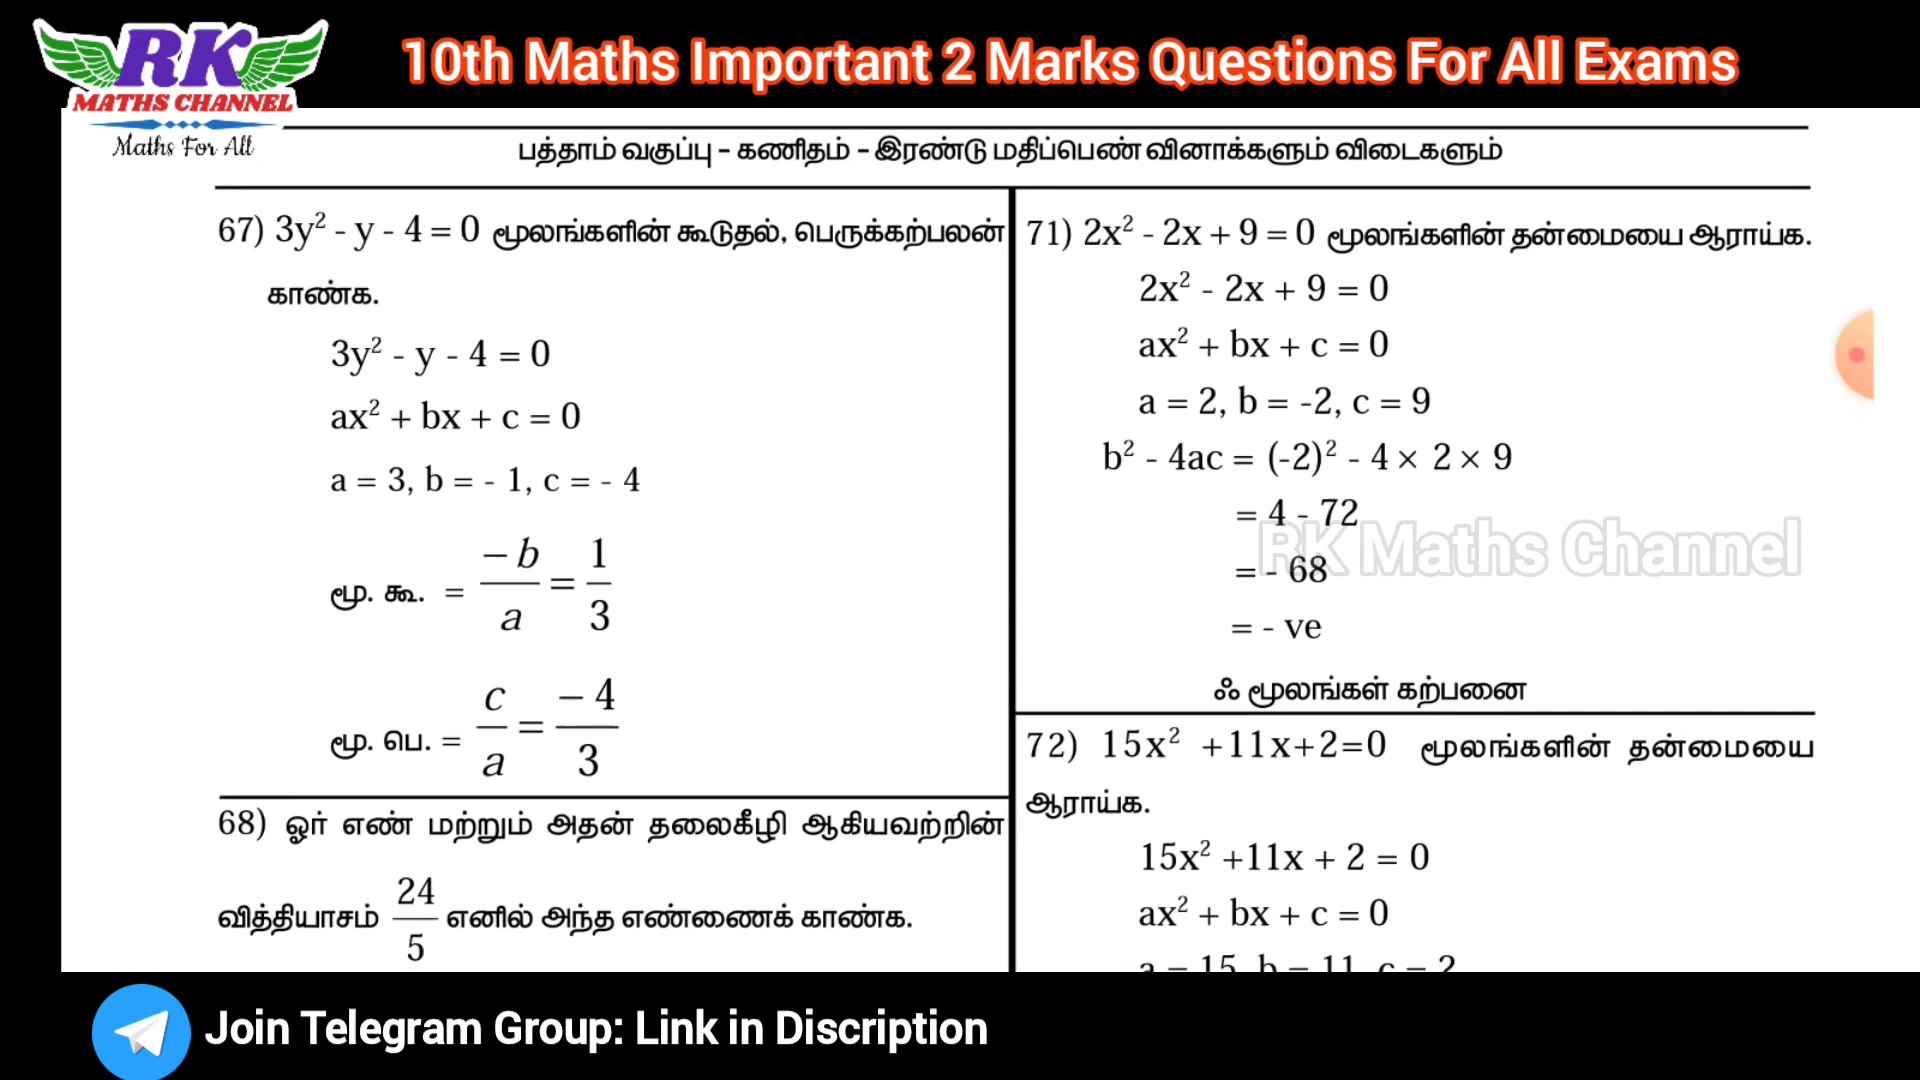 RK
MATHS CHANNEL
Maths For All
10th Maths Important 2 Marks Questions For All Exams
பத்தாம் வகுப்பு - கணிதம் - இரண்டு மதிப்பெண் வினாக்களும் விடைகளும்
67) 3y² - y - 4 = 0 மூலங்களின் கூடுதல், பெருக்கற்பலன்
காண்க.
3y² - y - 4 = 0
ax² + bx + c = 0
a = 3, b = - 1, c = - 4
மூ. கூ. = -b/a = 1/3
மூ. பெ. = c/a = -4/3
68) ஓர் எண் மற்றும் அதன் தலைகீழி ஆகியவற்றின்
வித்தியாசம் 24/5 எனில் அந்த எண்ணைக் காண்க.
71) 2x² - 2x + 9 = 0 மூலங்களின் தன்மையை ஆராய்க.
2x² - 2x + 9 = 0
ax² + bx + c = 0
a = 2, b = -2, c = 9
b² - 4ac = (-2)² - 4 × 2 × 9
= 4 - 72
RK Maths Channel
= - 68
= - ve
ஃ மூலங்கள் கற்பனை
72) 15x² +11x+2=0 மூலங்களின் தன்மையை
ஆராய்க.
15x² +11x + 2 = 0
ax² + bx + c = 0
a = 15, b = 11, c = 2
Join Telegram Group: Link in Discription